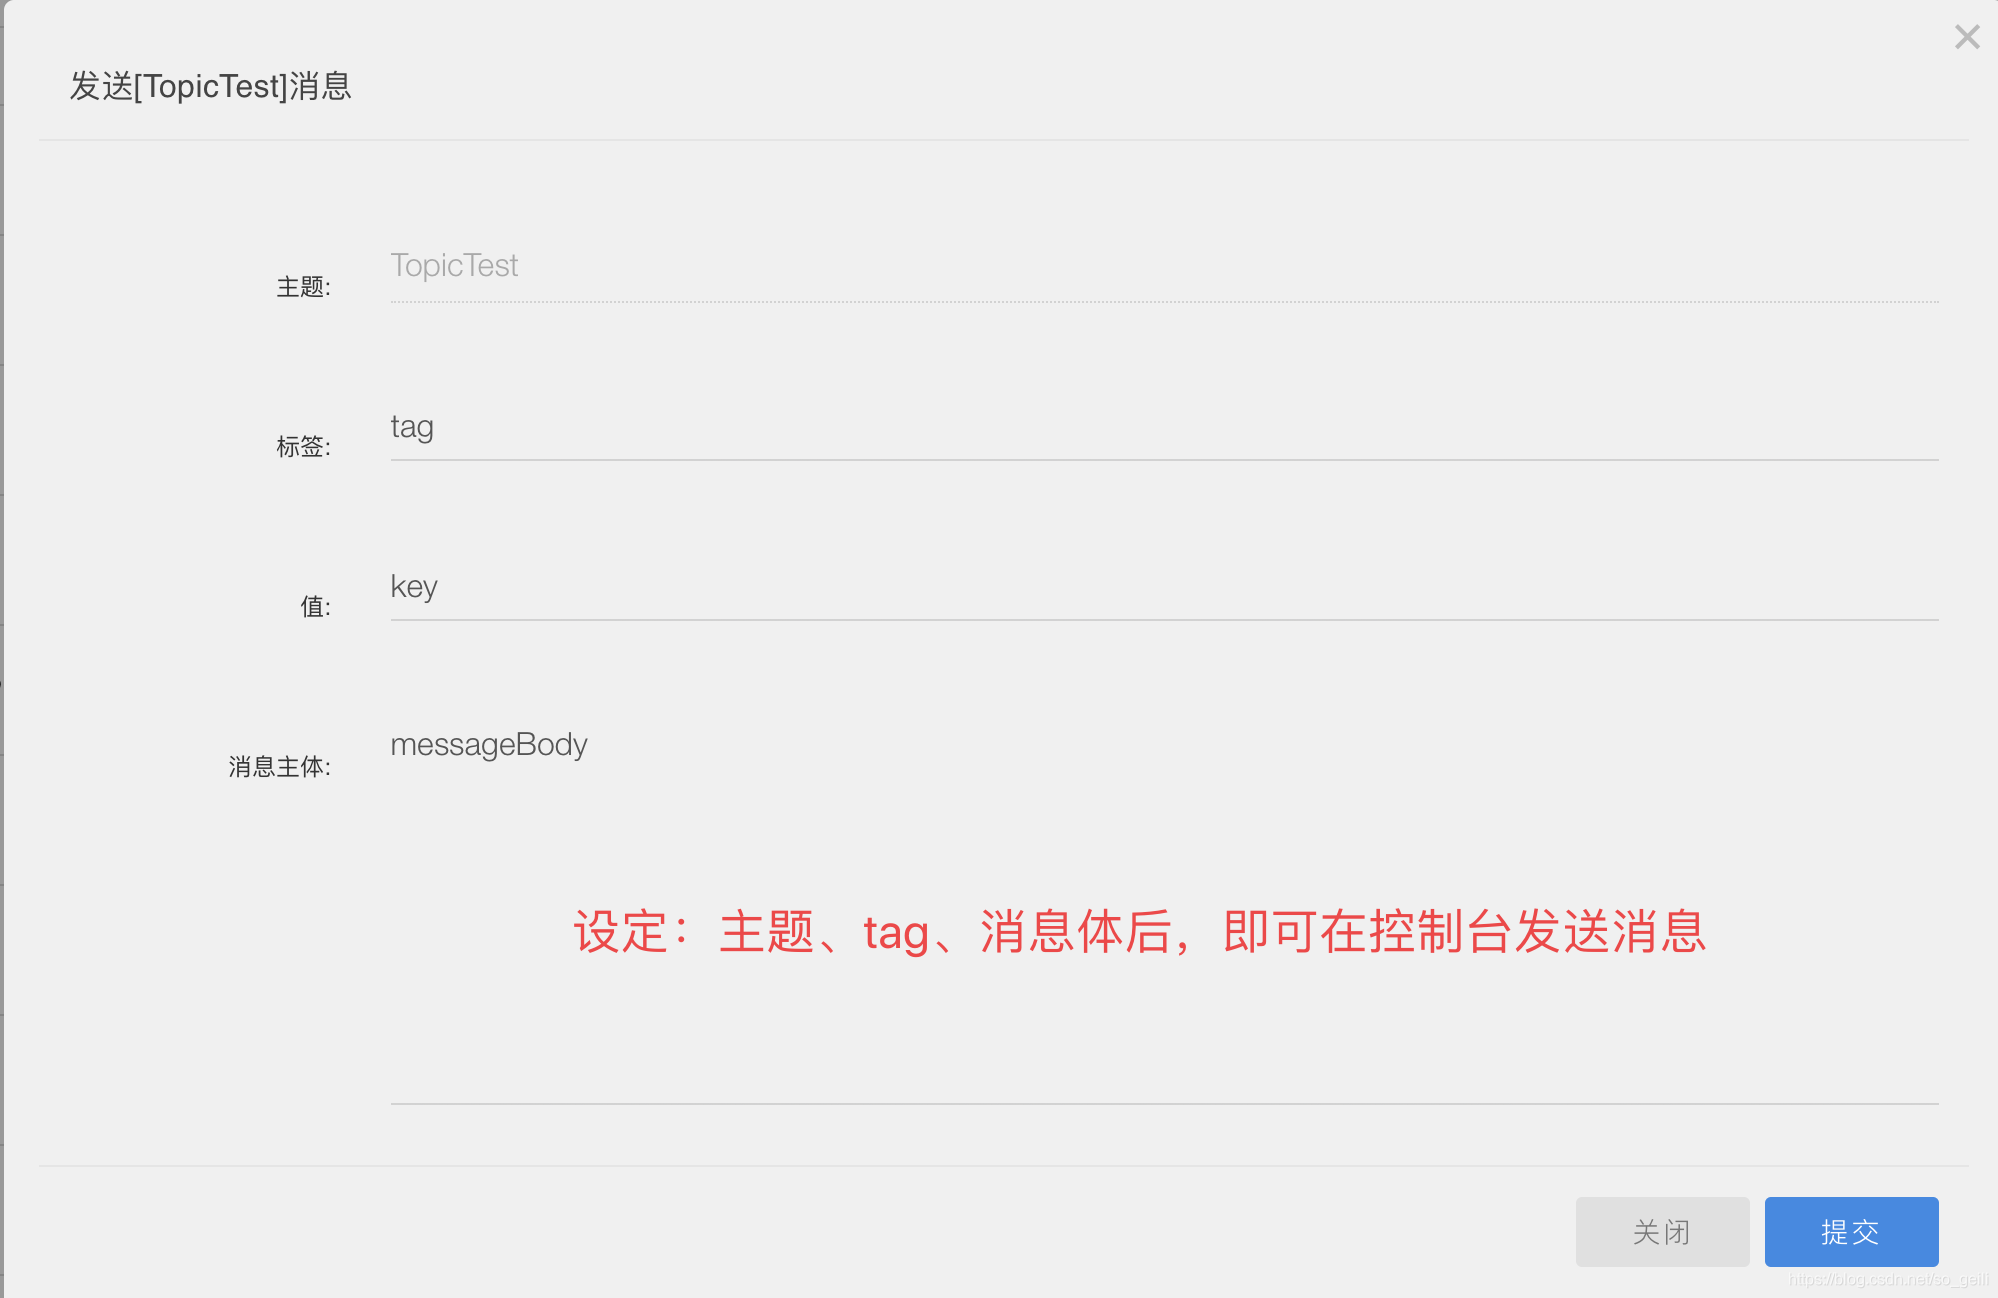 发送[TopicTest]消息
主题:
TopicTest
标签:
tag
值:
key
消息主体:
messageBody
设定：主题、tag、消息体后，即可在控制台发送消息
关闭
提交
https://blog.csdn.net/so_geili